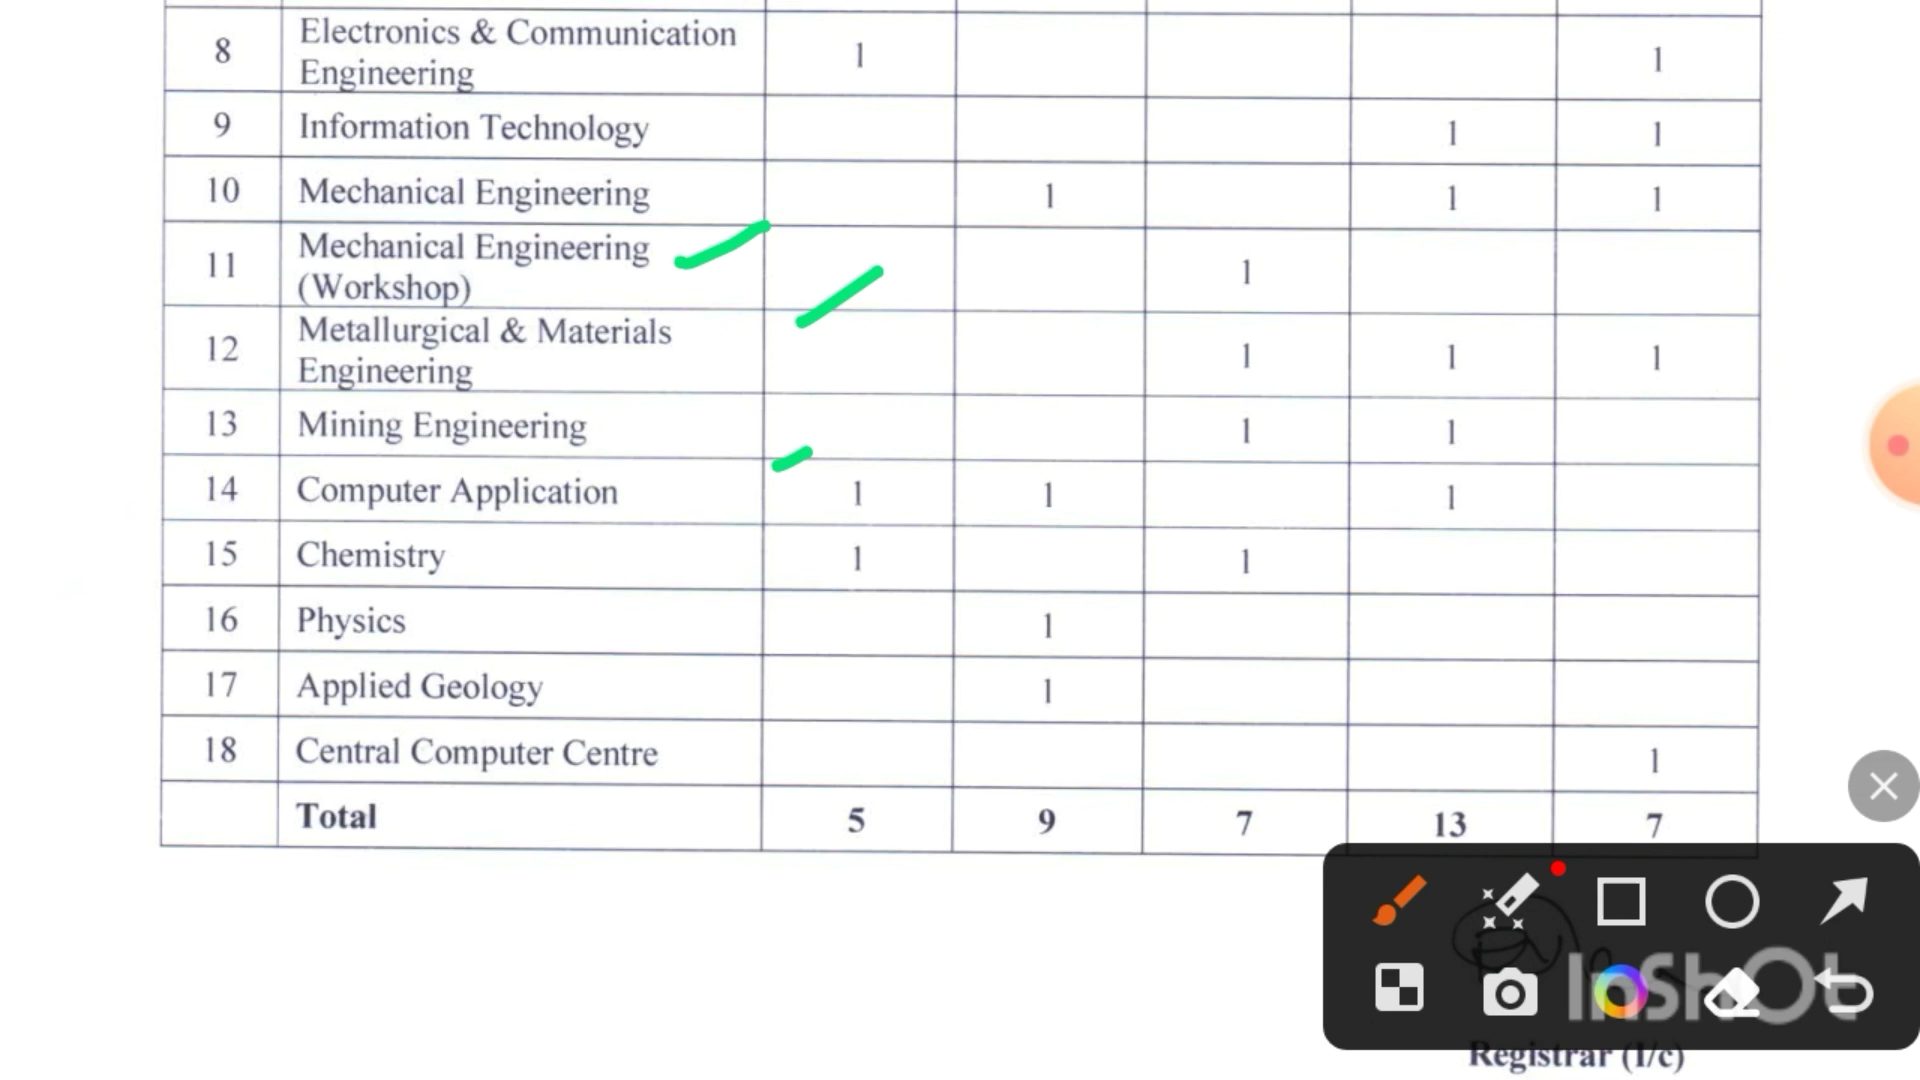 8 Electronics & Communication Engineering 1 1
9 Information Technology 1 1
10 Mechanical Engineering 1 1 1
11 Mechanical Engineering (Workshop) 1
12 Metallurgical & Materials Engineering 1 1 1
13 Mining Engineering 1 1
14 Computer Application 1 1 1
15 Chemistry 1 1
16 Physics 1
17 Applied Geology 1
18 Central Computer Centre 1
Total 5 9 7 13 7
InShOt
Registrar (I/c)